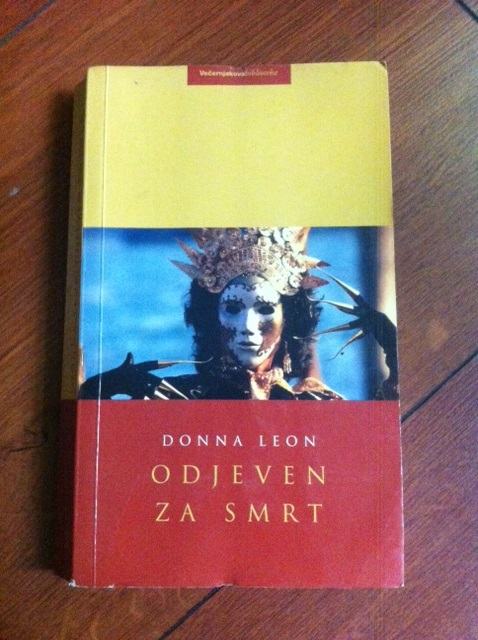 Večernjakova biblioteka
DONNA LEON
ODJEVEN
ZA SMRT